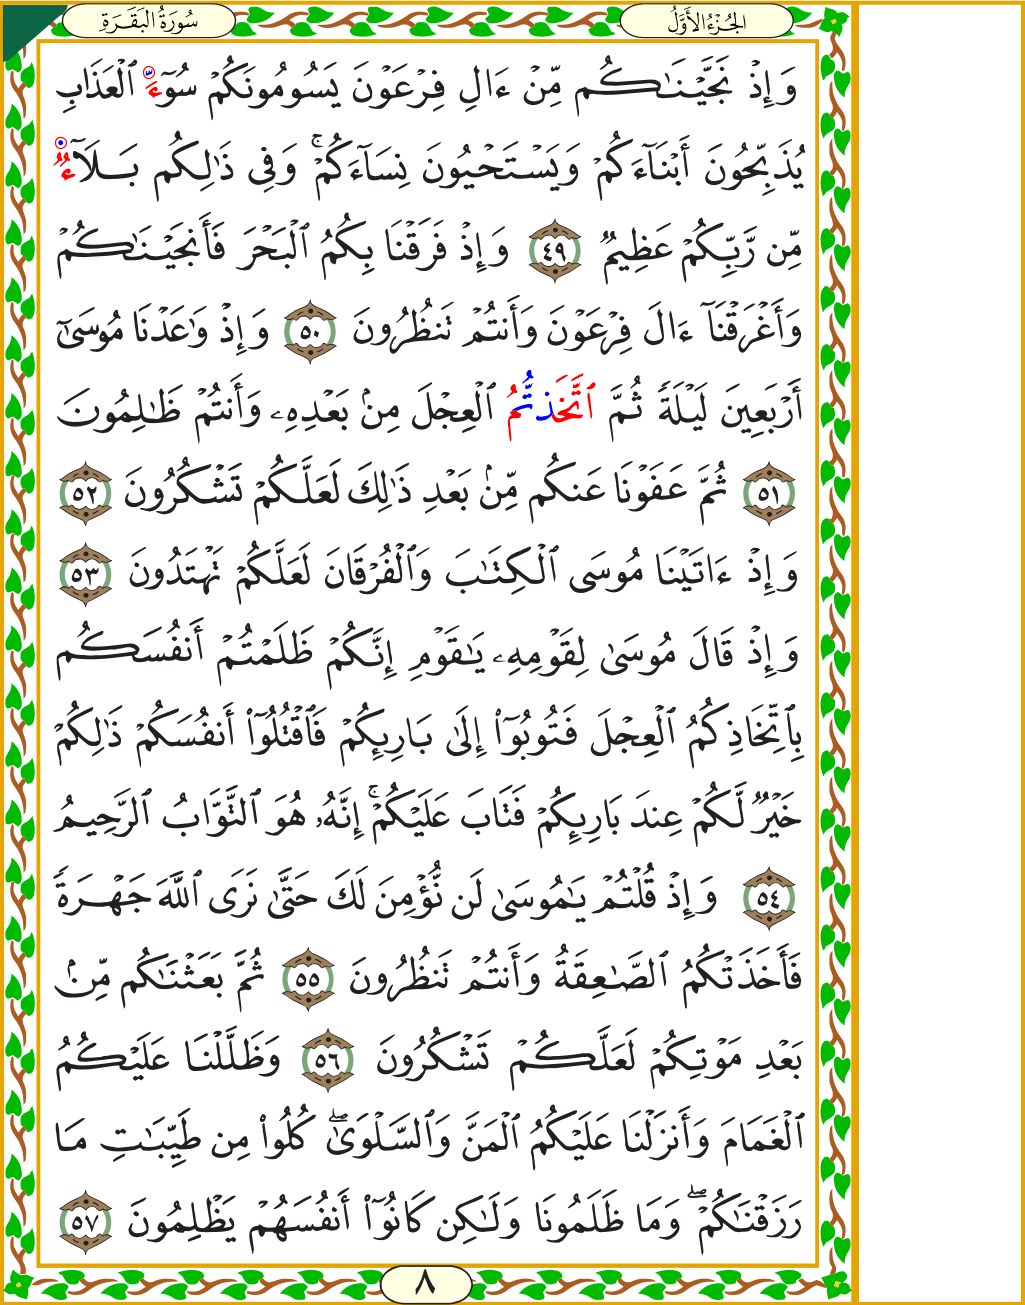 الجُزْءُ الأَوَّلُ
سُورَةُ البَقَرَةِ
وَإِذْ نَجَّيْنَـٰكُم مِّنْ ءَالِ فِرْعَوْنَ يَسُومُونَكُمْ سُوٓءَ ٱلْعَذَابِ
يُذَبِّحُونَ أَبْنَآءَكُمْ وَيَسْتَحْيُونَ نِسَآءَكُمْ ۚ وَفِى ذَٰلِكُم بَلَآءٌ
مِّن رَّبِّكُمْ عَظِيمٌ ٤٩ وَإِذْ فَرَقْنَا بِكُمُ ٱلْبَحْرَ فَأَنجَيْنَـٰكُمْ
وَأَغْرَقْنَآ ءَالَ فِرْعَوْنَ وَأَنتُمْ تَنظُرُونَ ٥٠ وَإِذْ وَٰعَدْنَا مُوسَىٰٓ
أَرْبَعِينَ لَيْلَةً ثُمَّ ٱتَّخَذتُّمُ ٱلْعِجْلَ مِنۢ بَعْدِهِۦ وَأَنتُمْ ظَـٰلِمُونَ
٥١ ثُمَّ عَفَوْنَا عَنكُم مِّنۢ بَعْدِ ذَٰلِكَ لَعَلَّكُمْ تَشْكُرُونَ ٥٢
وَإِذْ ءَاتَيْنَا مُوسَى ٱلْكِتَـٰبَ وَٱلْفُرْقَانَ لَعَلَّكُمْ تَهْتَدُونَ ٥٣
وَإِذْ قَالَ مُوسَىٰ لِقَوْمِهِۦ يَـٰقَوْمِ إِنَّكُمْ ظَلَمْتُمْ أَنفُسَكُم
بِٱتِّخَاذِكُمُ ٱلْعِجْلَ فَتُوبُوٓا۟ إِلَىٰ بَارِئِكُمْ فَٱقْتُلُوٓا۟ أَنفُسَكُمْ ذَٰلِكُمْ
خَيْرٌ لَّكُمْ عِندَ بَارِئِكُمْ فَتَابَ عَلَيْكُمْ ۚ إِنَّهُۥ هُوَ ٱلتَّوَّابُ ٱلرَّحِيمُ
٥٤ وَإِذْ قُلْتُمْ يَـٰمُوسَىٰ لَن نُّؤْمِنَ لَكَ حَتَّىٰ نَرَى ٱللَّهَ جَهْرَةً
فَأَخَذَتْكُمُ ٱلصَّـٰعِقَةُ وَأَنتُمْ تَنظُرُونَ ٥٥ ثُمَّ بَعَثْنَـٰكُم مِّنۢ
بَعْدِ مَوْتِكُمْ لَعَلَّكُمْ تَشْكُرُونَ ٥٦ وَظَلَّلْنَا عَلَيْكُمُ
ٱلْغَمَامَ وَأَنزَلْنَا عَلَيْكُمُ ٱلْمَنَّ وَٱلسَّلْوَىٰ ۖ كُلُوا۟ مِن طَيِّبَـٰتِ مَا
رَزَقْنَـٰكُمْ ۖ وَمَا ظَلَمُونَا وَلَـٰكِن كَانُوٓا۟ أَنفُسَهُمْ يَظْلِمُونَ ٥٧
٨